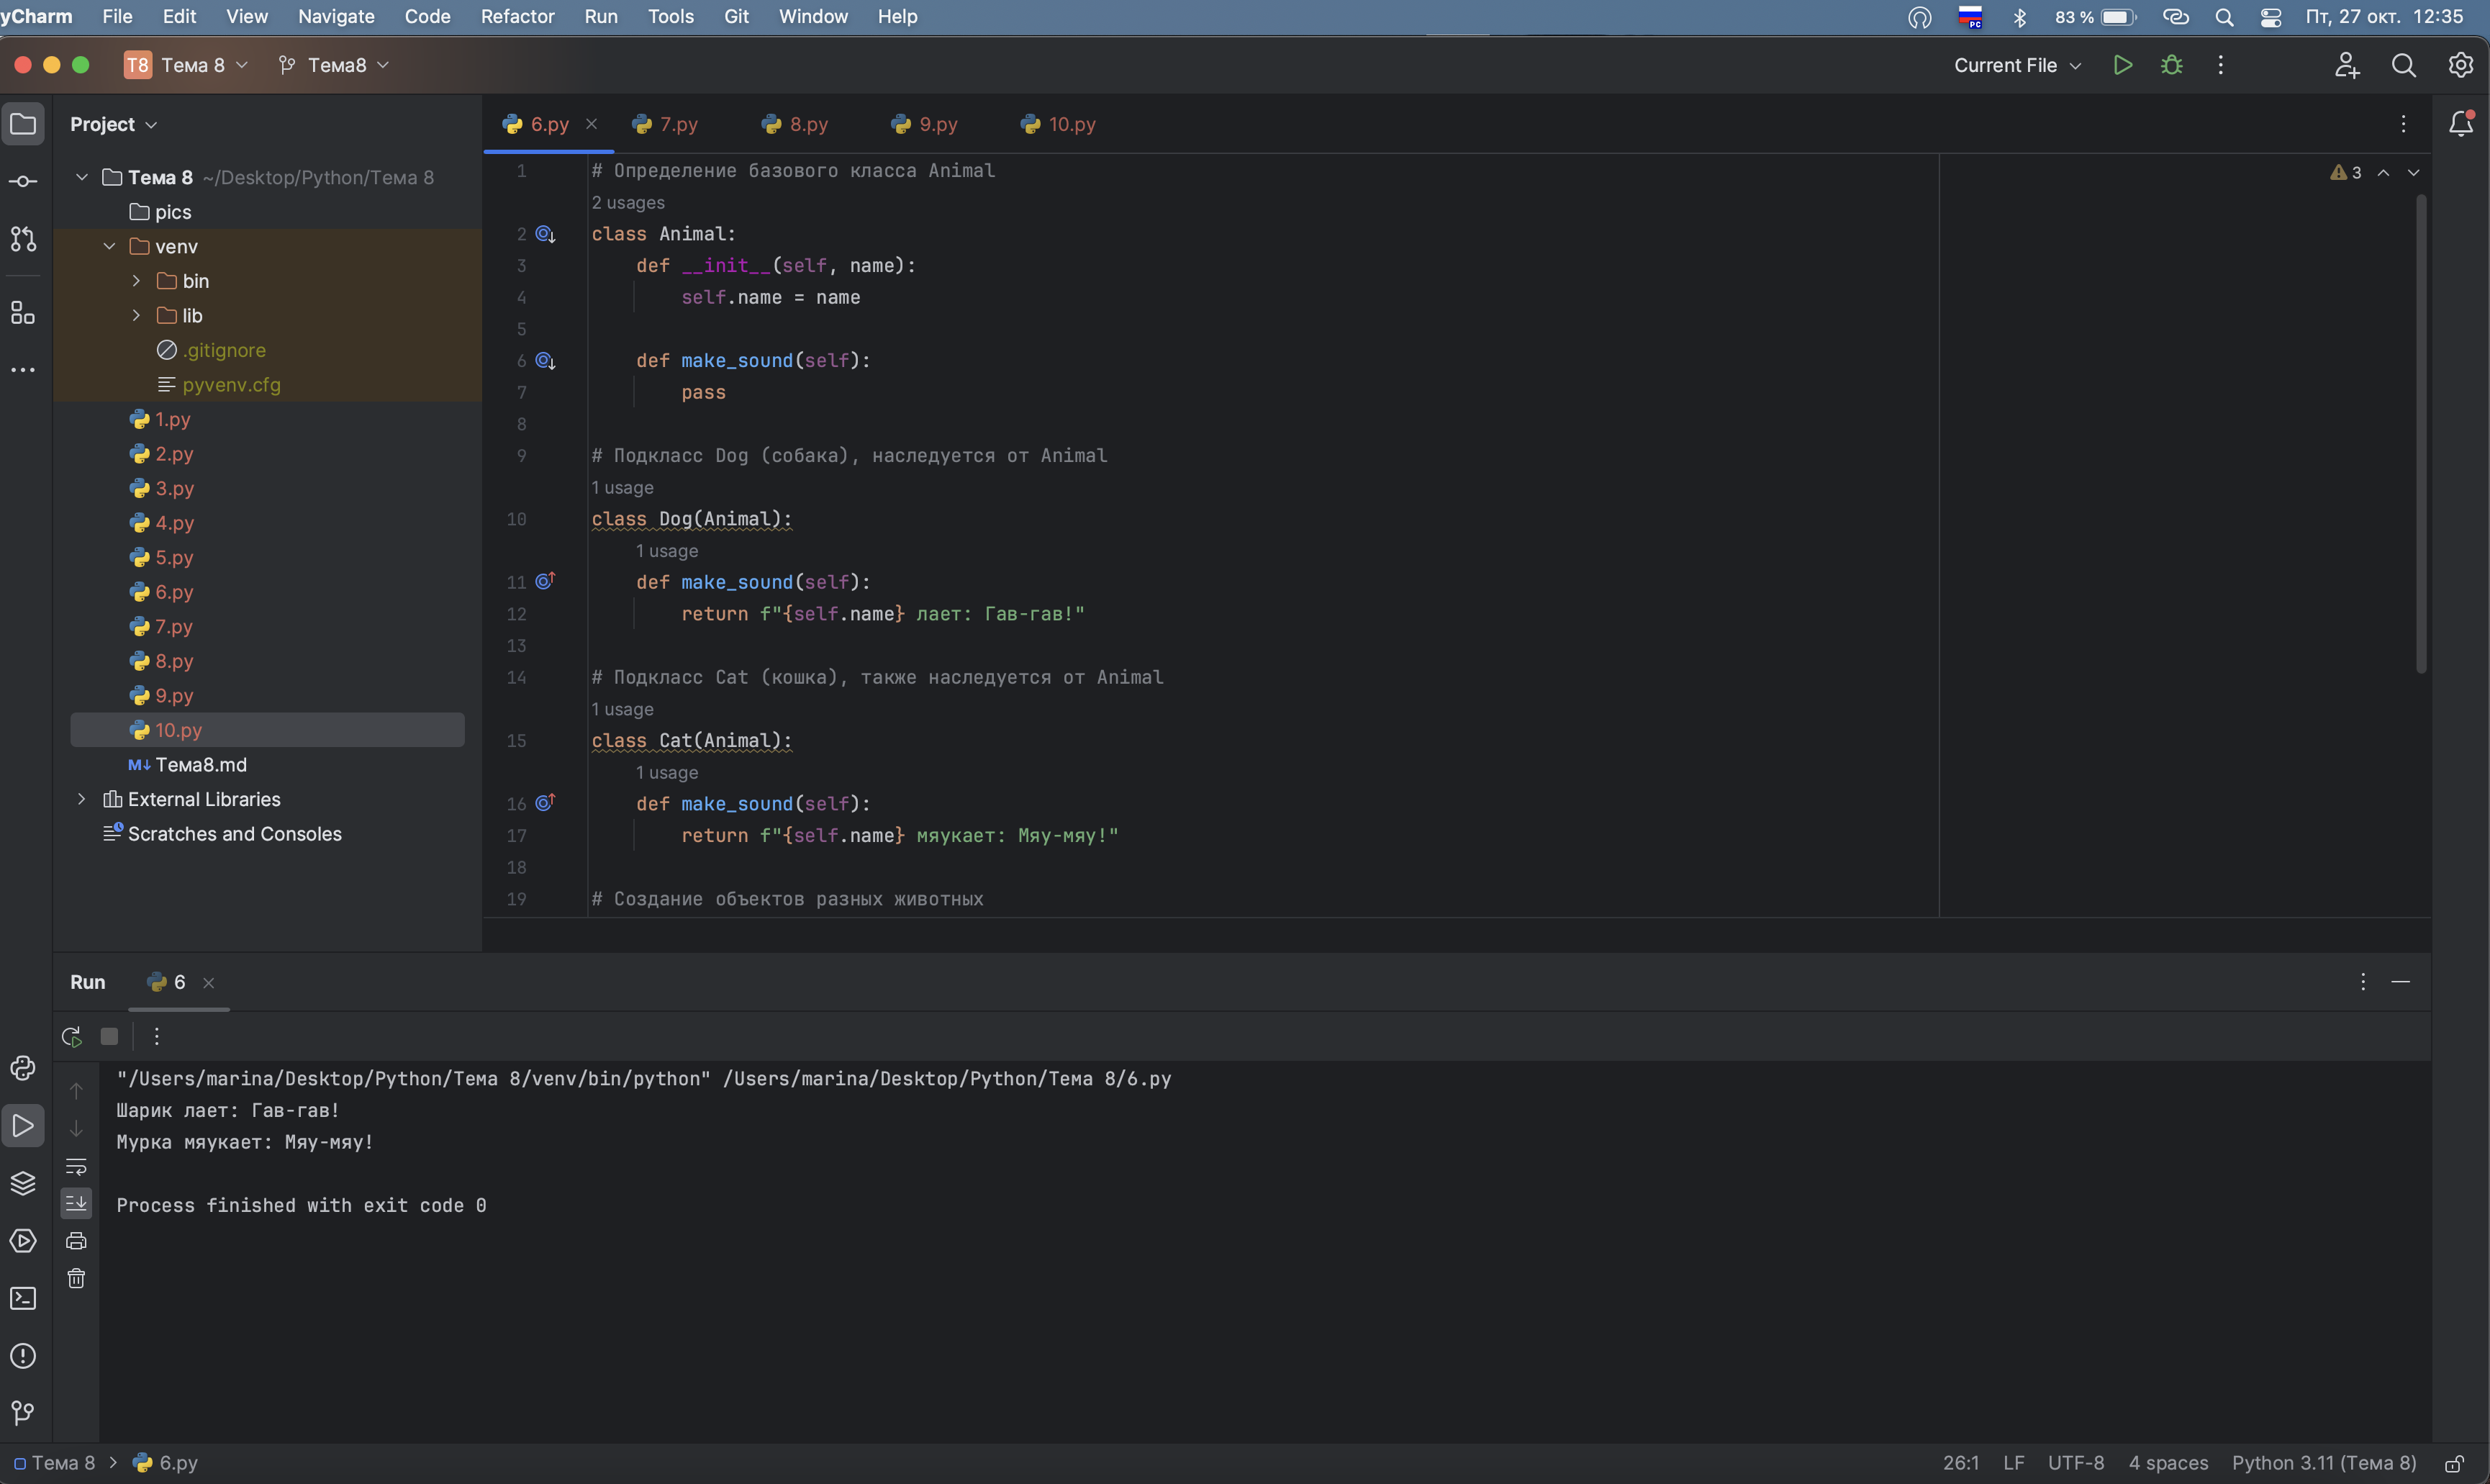 yCharm File Edit View Navigate Code Refactor Run Tools Git Window Help РС 83 % Пт, 27 окт. 12:35
T8 Тема 8 Тема8 Current File
Project
Тема 8 ~/Desktop/Python/Тема 8
pics
venv
bin
lib
.gitignore
pyvenv.cfg
1.py
2.py
3.py
4.py
5.py
6.py
7.py
8.py
9.py
10.py
M↓ Тема8.md
External Libraries
Scratches and Consoles
6.py 7.py 8.py 9.py 10.py
3
1 # Определение базового класса Animal
2 usages
2 class Animal:
3 def __init__(self, name):
4 self.name = name
5
6 def make_sound(self):
7 pass
8
9 # Подкласс Dog (собака), наследуется от Animal
1 usage
10 class Dog(Animal):
1 usage
11 def make_sound(self):
12 return f"{self.name} лает: Гав-гав!"
13
14 # Подкласс Cat (кошка), также наследуется от Animal
1 usage
15 class Cat(Animal):
1 usage
16 def make_sound(self):
17 return f"{self.name} мяукает: Мяу-мяу!"
18
19 # Создание объектов разных животных
Run 6
"/Users/marina/Desktop/Python/Тема 8/venv/bin/python" /Users/marina/Desktop/Python/Тема 8/6.py
Шарик лает: Гав-гав!
Мурка мяукает: Мяу-мяу!
Process finished with exit code 0
Тема 8 > 6.py 26:1 LF UTF-8 4 spaces Python 3.11 (Тема 8)